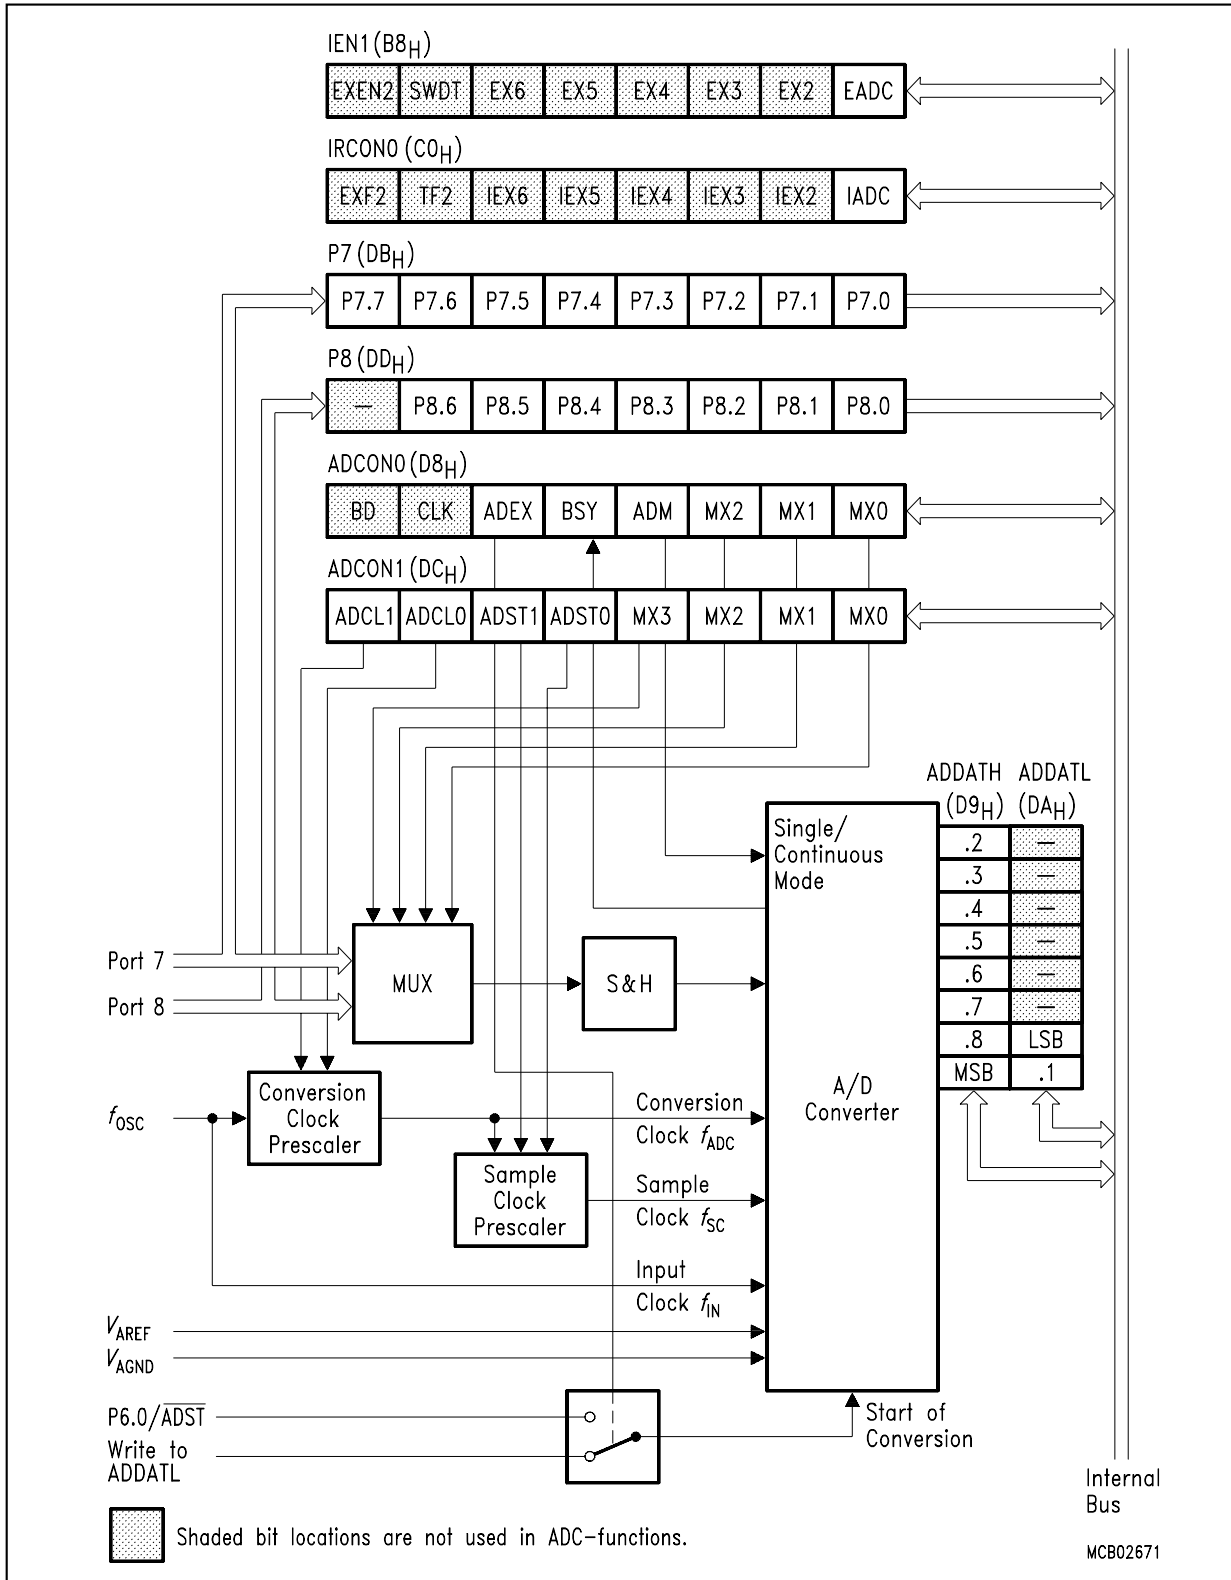 IEN1 (B8H)
EXEN2 SWDT EX6 EX5 EX4 EX3 EX2 EADC
IRCON0 (C0H)
EXF2 TF2 IEX6 IEX5 IEX4 IEX3 IEX2 IADC
P7 (DBH)
P7.7 P7.6 P7.5 P7.4 P7.3 P7.2 P7.1 P7.0
P8 (DDH)
– P8.6 P8.5 P8.4 P8.3 P8.2 P8.1 P8.0
ADCON0 (D8H)
BD CLK ADEX BSY ADM MX2 MX1 MX0
ADCON1 (DCH)
ADCL1 ADCL0 ADST1 ADST0 MX3 MX2 MX1 MX0
ADDATH ADDATL
(D9H) (DAH)
.2 –
.3 –
.4 –
.5 –
.6 –
.7 –
.8 LSB
MSB .1
Single/
Continuous
Mode
Port 7
Port 8
MUX
S&H
A/D
Converter
fOSC
Conversion
Clock
Prescaler
Conversion
Clock fADC
Sample
Clock
Prescaler
Sample
Clock fSC
Input
Clock fIN
VAREF
VAGND
P6.0/ADST
Write to
ADDATL
Start of
Conversion
Internal
Bus
Shaded bit locations are not used in ADC-functions.
MCB02671